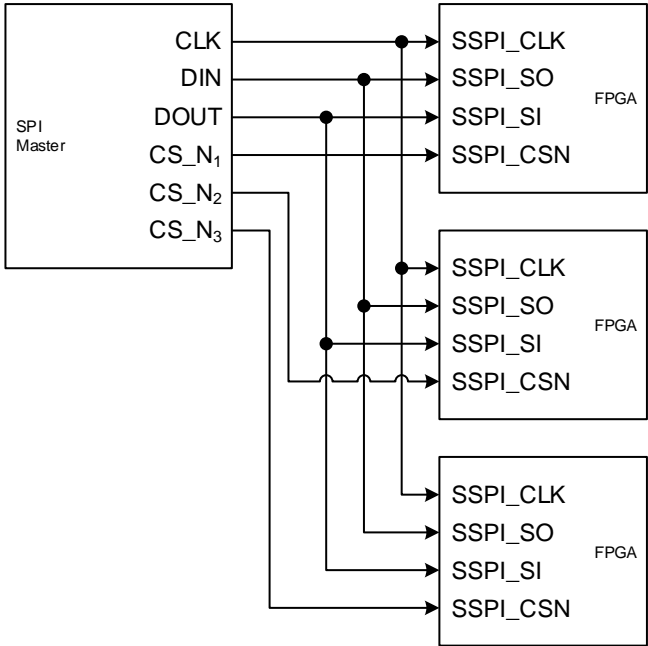 SPI
Master
CLK
DIN
DOUT
CS_N₁
CS_N₂
CS_N₃
SSPI_CLK
SSPI_SO
SSPI_SI
SSPI_CSN
FPGA
SSPI_CLK
SSPI_SO
SSPI_SI
SSPI_CSN
FPGA
SSPI_CLK
SSPI_SO
SSPI_SI
SSPI_CSN
FPGA